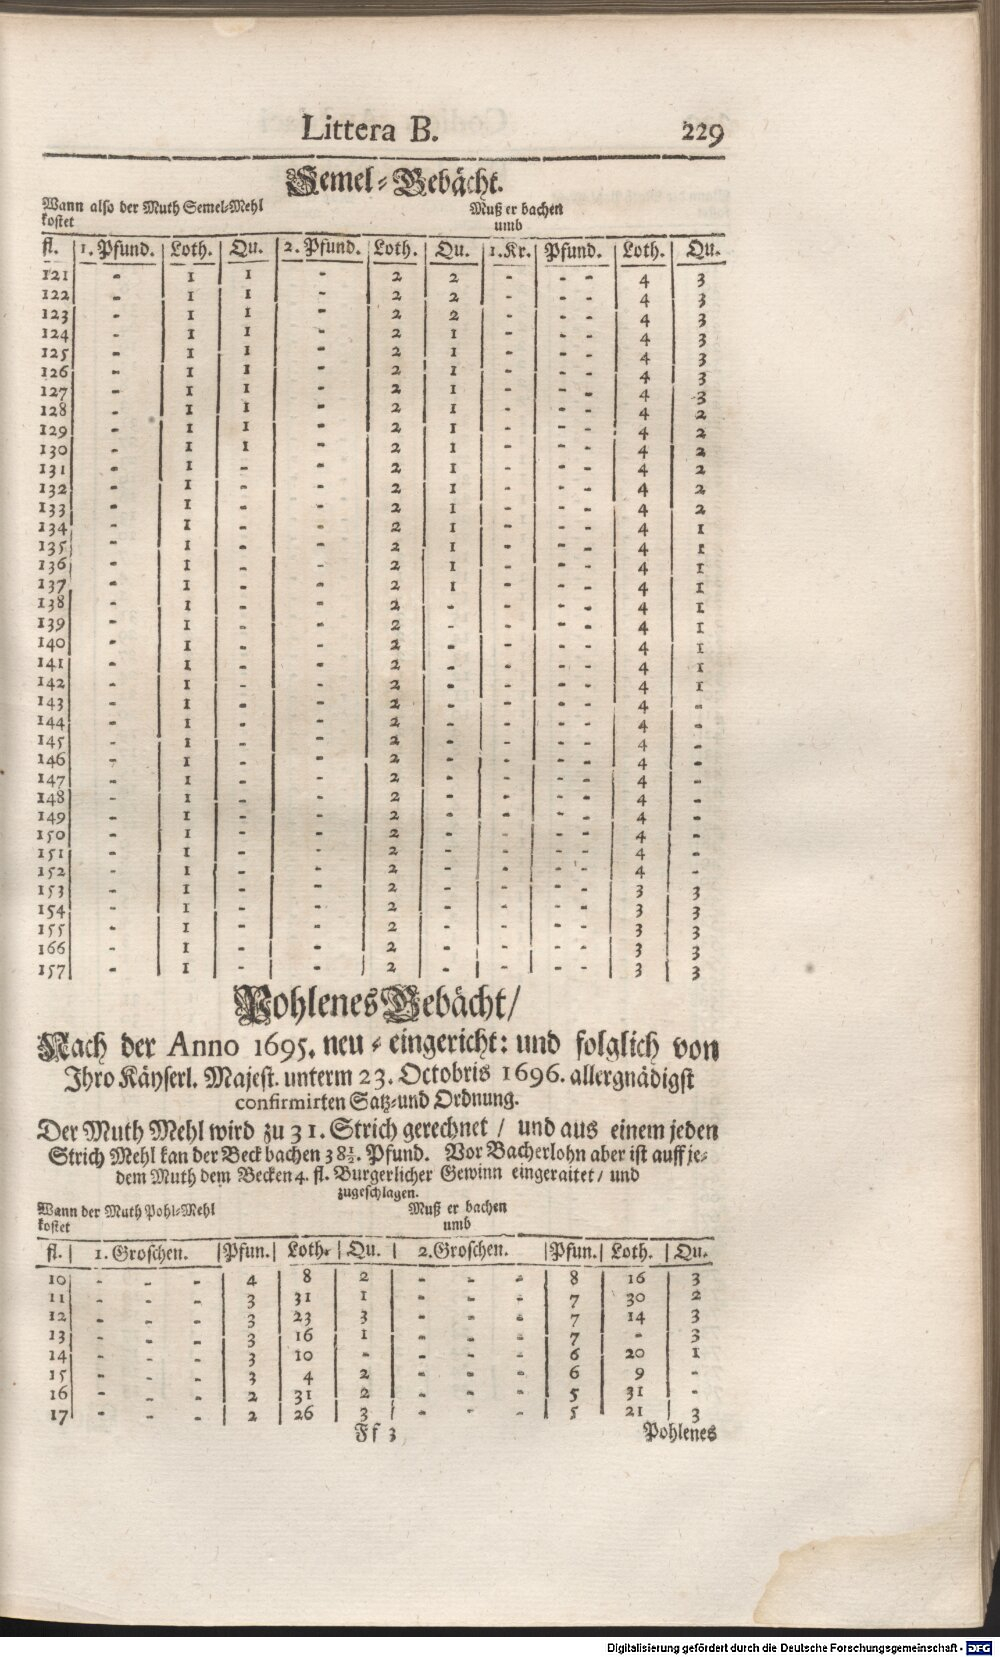 Littera B. 229
Semel-Gebächt.
Wann also der Muth Semel-Mehl
kostet
Muß er bachen
umb
fl. | 1. Pfund. | Loth. | Qu. | 2. Pfund. | Loth. | Qu. | 1. Kr. | Pfund. | Loth. | Qu.
121 | - | 1 | 1 | - | 2 | 2 | - | - - | 4 | 3
122 | - | 1 | 1 | - | 2 | 2 | - | - - | 4 | 3
123 | - | 1 | 1 | - | 2 | 2 | - | - - | 4 | 3
124 | - | 1 | 1 | - | 2 | 1 | - | - - | 4 | 3
125 | - | 1 | 1 | - | 2 | 1 | - | - - | 4 | 3
126 | - | 1 | 1 | - | 2 | 1 | - | - - | 4 | 3
127 | - | 1 | 1 | - | 2 | 1 | - | - - | 4 | 3
128 | - | 1 | 1 | - | 2 | 1 | - | - - | 4 | 2
129 | - | 1 | 1 | - | 2 | 1 | - | - - | 4 | 2
130 | - | 1 | 1 | - | 2 | 1 | - | - - | 4 | 2
131 | - | 1 | - | - | 2 | 1 | - | - - | 4 | 2
132 | - | 1 | - | - | 2 | 1 | - | - - | 4 | 2
133 | - | 1 | - | - | 2 | 1 | - | - - | 4 | 2
134 | - | 1 | - | - | 2 | 1 | - | - - | 4 | 1
135 | - | 1 | - | - | 2 | 1 | - | - - | 4 | 1
136 | - | 1 | - | - | 2 | 1 | - | - - | 4 | 1
137 | - | 1 | - | - | 2 | 1 | - | - - | 4 | 1
138 | - | 1 | - | - | 2 | - | - | - - | 4 | 1
139 | - | 1 | - | - | 2 | - | - | - - | 4 | 1
140 | - | 1 | - | - | 2 | - | - | - - | 4 | 1
141 | - | 1 | - | - | 2 | - | - | - - | 4 | 1
142 | - | 1 | - | - | 2 | - | - | - - | 4 | 1
143 | - | 1 | - | - | 2 | - | - | - - | 4 | -
144 | - | 1 | - | - | 2 | - | - | - - | 4 | -
145 | - | 1 | - | - | 2 | - | - | - - | 4 | -
146 | - | 1 | - | - | 2 | - | - | - - | 4 | -
147 | - | 1 | - | - | 2 | - | - | - - | 4 | -
148 | - | 1 | - | - | 2 | - | - | - - | 4 | -
149 | - | 1 | - | - | 2 | - | - | - - | 4 | -
150 | - | 1 | - | - | 2 | - | - | - - | 4 | -
151 | - | 1 | - | - | 2 | - | - | - - | 4 | -
152 | - | 1 | - | - | 2 | - | - | - - | 4 | -
153 | - | 1 | - | - | 2 | - | - | - - | 3 | 3
154 | - | 1 | - | - | 2 | - | - | - - | 3 | 3
155 | - | 1 | - | - | 2 | - | - | - - | 3 | 3
166 | - | 1 | - | - | 2 | - | - | - - | 3 | 3
157 | - | 1 | - | - | 2 | - | - | - - | 3 | 3
Pohlenes Gebächt/
Nach der Anno 1695. neu-eingericht: und folglich von
Ihro Käyserl. Majest. unterm 23. Octobris 1696. allergnädigst
confirmirten Satz-und Ordnung.
Der Muth Mehl wird zu 31. Strich gerechnet / und aus einem jeden
Strich Mehl kan der Beck bachen 38½. Pfund. Vor Bacherlohn aber ist auff je-
dem Muth dem Becken 4. fl. Burgerlicher Gewinn eingeraitet / und
zugeschlagen.
Wann der Muth Pohl-Mehl
kostet
Muß er bachen
umb
fl. | 1. Groschen. | Pfun. | Loth. | Qu. | 2. Groschen. | Pfun. | Loth. | Qu.
10 | - - - | 4 | 8 | 2 | - - - | 8 | 16 | 3
11 | - - - | 3 | 31 | 1 | - - - | 7 | 30 | 2
12 | - - - | 3 | 23 | 3 | - - - | 7 | 14 | 3
13 | - - - | 3 | 16 | 1 | - - - | 7 | - | 3
14 | - - - | 3 | 10 | - | - - - | 6 | 20 | 1
15 | - - - | 3 | 4 | 2 | - - - | 6 | 9 | -
16 | - - - | 2 | 31 | 2 | - - - | 5 | 31 | -
17 | - - - | 2 | 26 | 3 | - - - | 5 | 21 | 3
Ff 3 Pohlenes
Digitalisierung gefördert durch die Deutsche Forschungsgemeinschaft - DFG